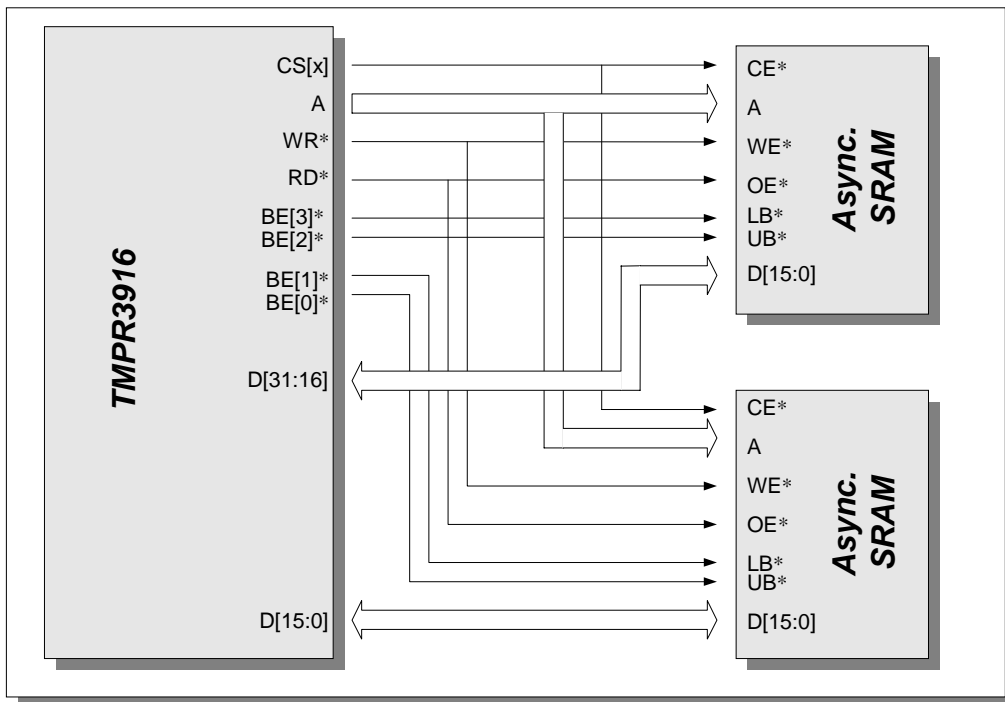 TMPR3916
CS[x]
A
WR*
RD*
BE[3]*
BE[2]*
BE[1]*
BE[0]*
D[31:16]
D[15:0]
CE*
A
WE*
OE*
LB*
UB*
D[15:0]
Async.
SRAM
CE*
A
WE*
OE*
LB*
UB*
D[15:0]
Async.
SRAM